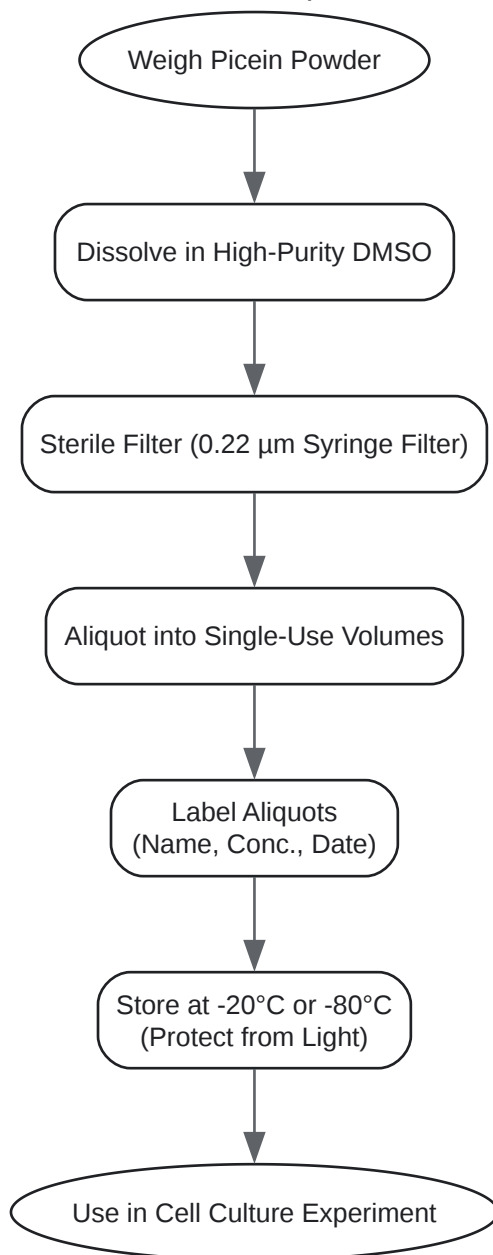 Weigh Picein Powder
Dissolve in High-Purity DMSO
Sterile Filter (0.22 µm Syringe Filter)
Aliquot into Single-Use Volumes
Label Aliquots
(Name, Conc., Date)
Store at -20°C or -80°C
(Protect from Light)
Use in Cell Culture Experiment